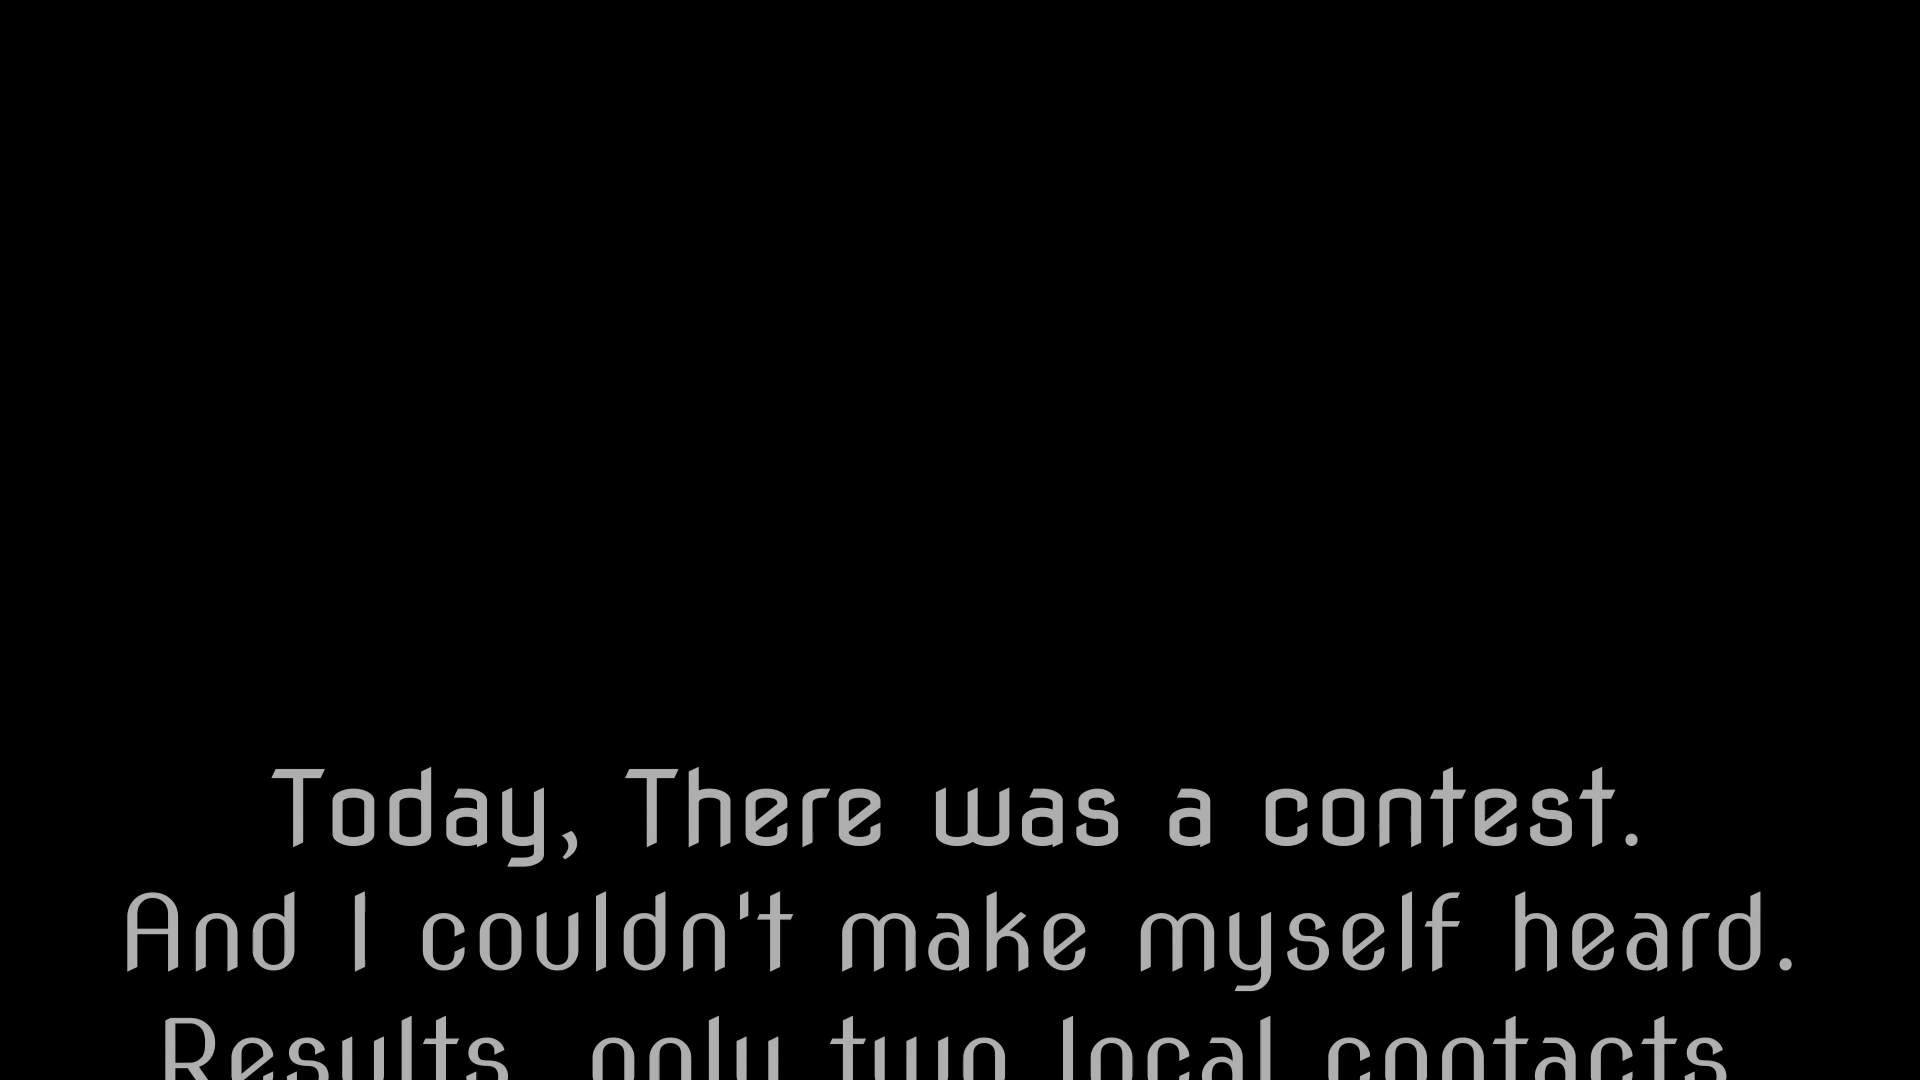 Today, There was a contest.
And I couldn't make myself heard.
Results, only two local contacts